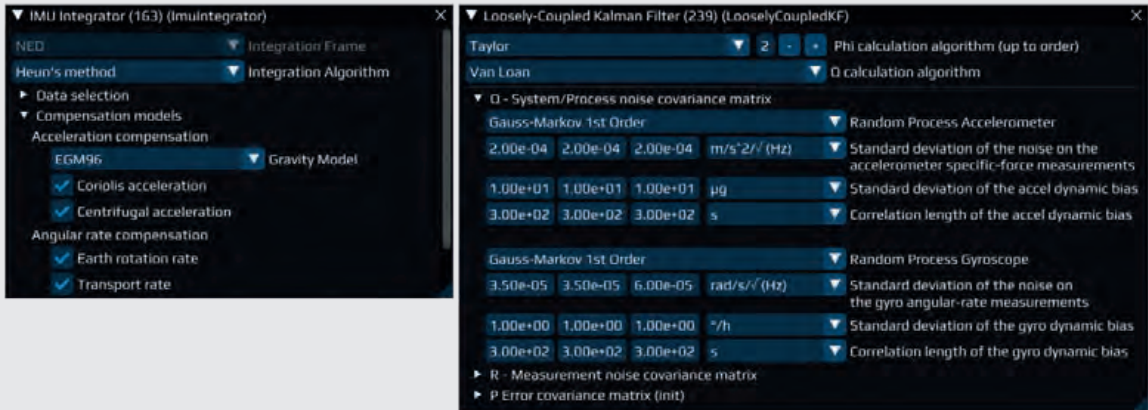 IMU Integrator (163) (ImuIntegrator)
NED Integration Frame
Heun's method Integration Algorithm
Data selection
Compensation models
Acceleration compensation
EGM96 Gravity Model
Coriolis acceleration
Centrifugal acceleration
Angular rate compensation
Earth rotation rate
Transport rate
Loosely-Coupled Kalman Filter (239) (LooselyCoupledKF)
Taylor 2 - + Phi calculation algorithm (up to order)
Van Loan Q calculation algorithm
Q - System/Process noise covariance matrix
Gauss-Markov 1st Order Random Process Accelerometer
2.00e-04 2.00e-04 2.00e-04 m/s^2/√(Hz) Standard deviation of the noise on the
accelerometer specific-force measurements
1.00e+01 1.00e+01 1.00e+01 µg Standard deviation of the accel dynamic bias
3.00e+02 3.00e+02 3.00e+02 s Correlation length of the accel dynamic bias
Gauss-Markov 1st Order Random Process Gyroscope
3.50e-05 3.50e-05 6.00e-05 rad/s/√(Hz) Standard deviation of the noise on
the gyro angular-rate measurements
1.00e+00 1.00e+00 1.00e+00 °/h Standard deviation of the gyro dynamic bias
3.00e+02 3.00e+02 3.00e+02 s Correlation length of the gyro dynamic bias
R - Measurement noise covariance matrix
P Error covariance matrix (init)